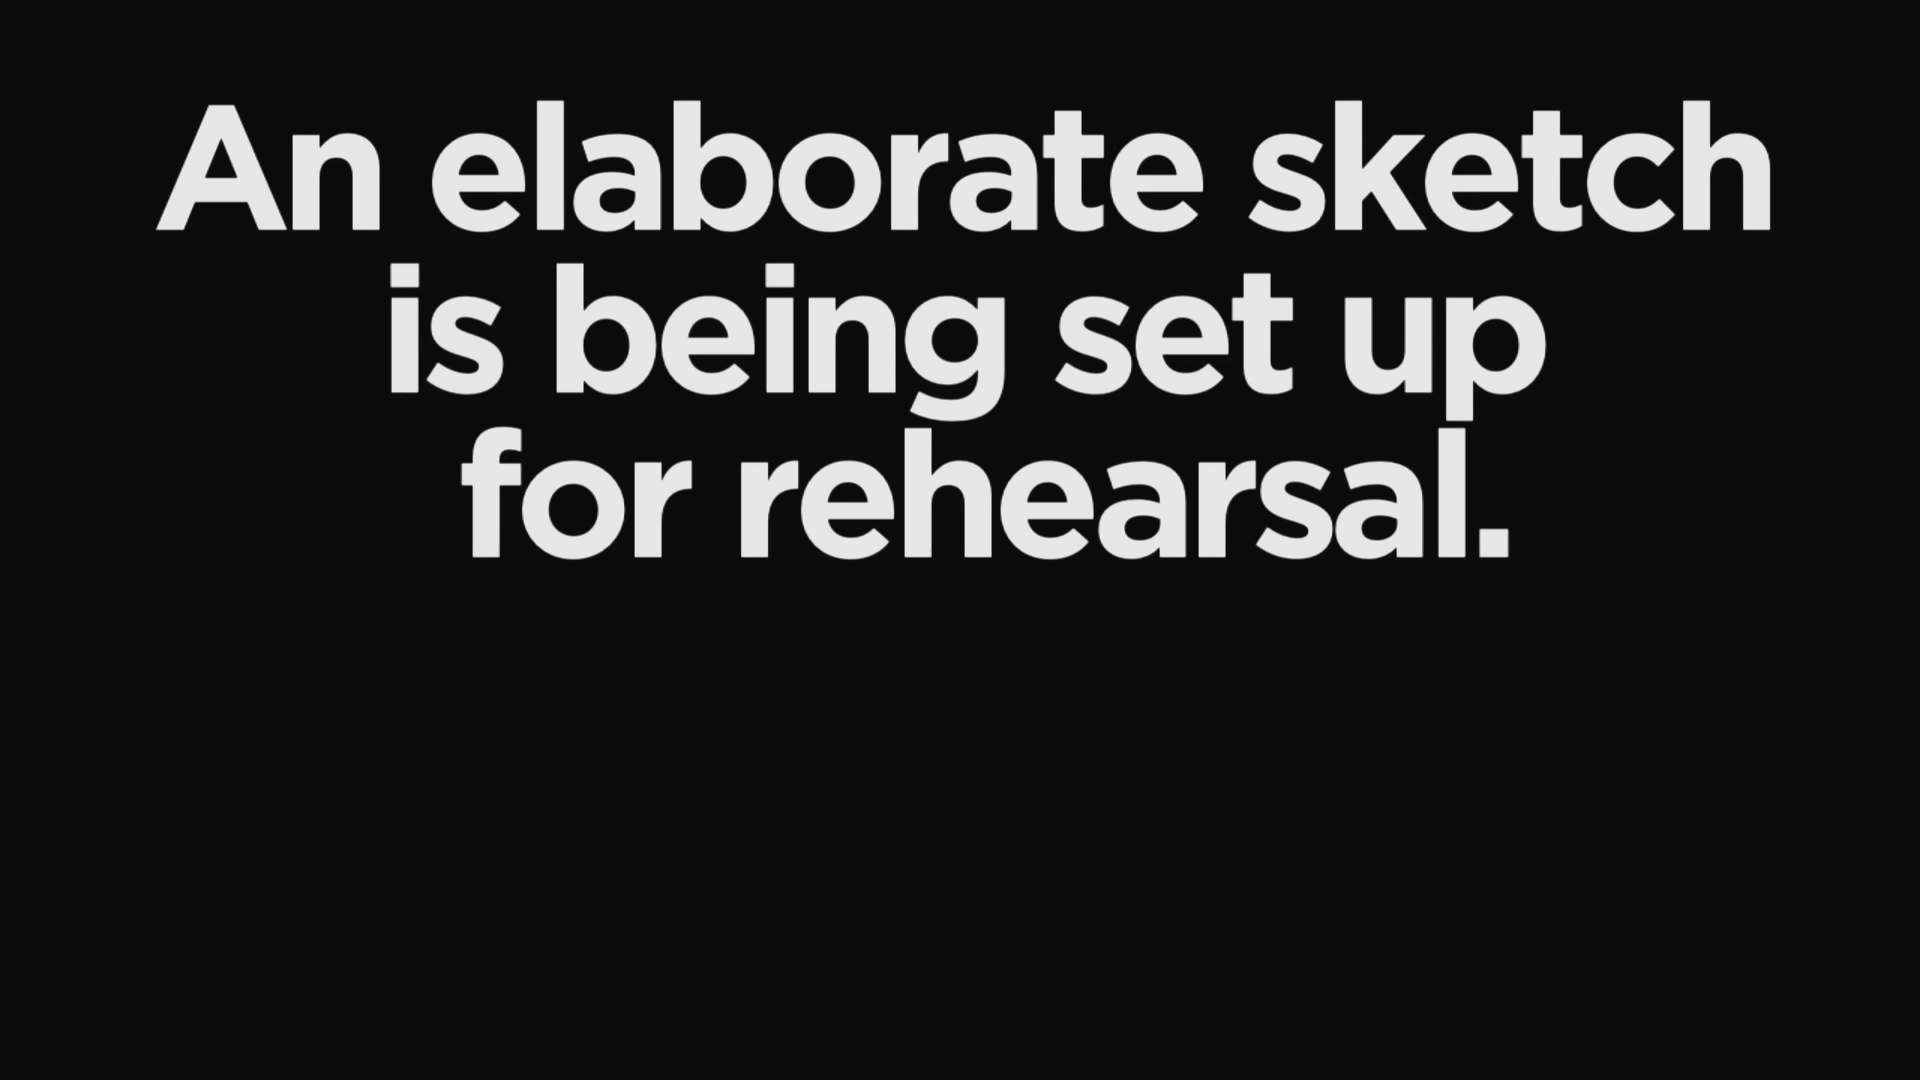 An elaborate sketch
is being set up
for rehearsal.